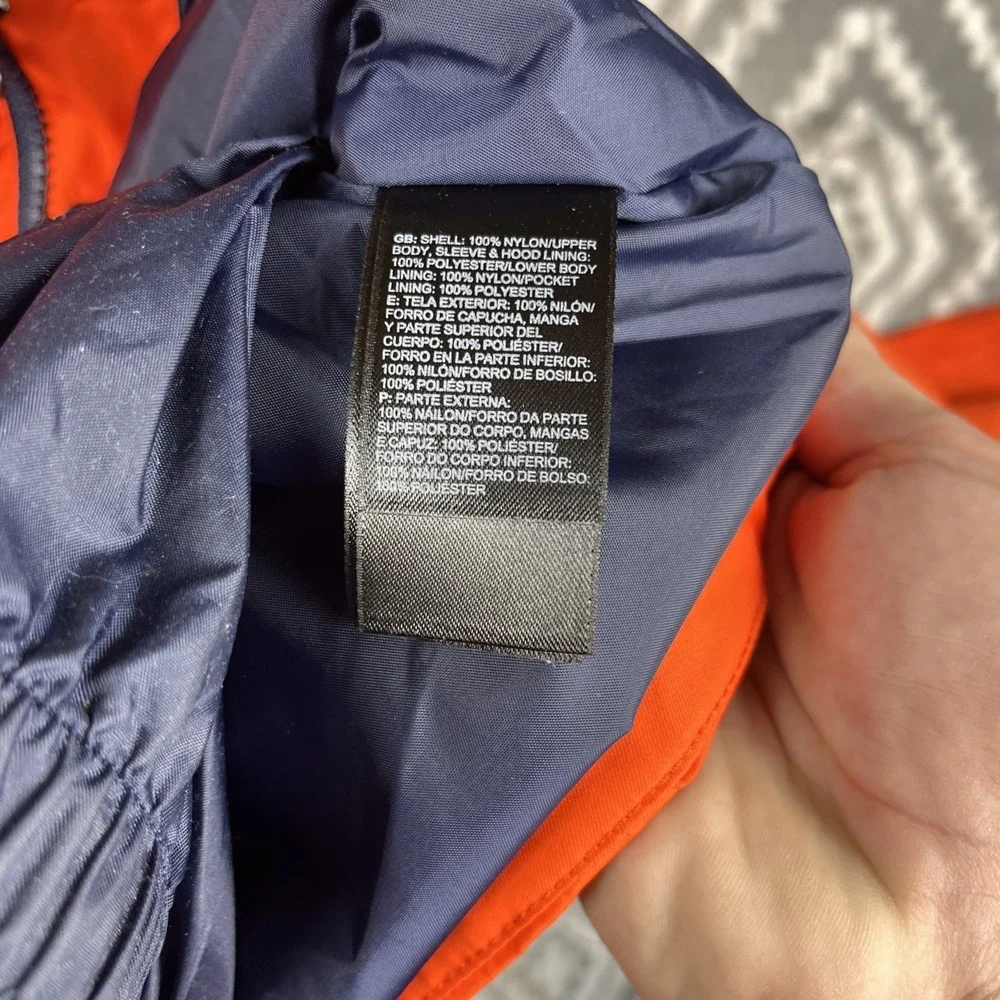 GB: SHELL: 100% NYLON/UPPER
BODY, SLEEVE & HOOD LINING:
100% POLYESTER/LOWER BODY
LINING: 100% NYLON/POCKET
LINING: 100% POLYESTER
E: TELA EXTERIOR: 100% NILÓN/
FORRO DE CAPUCHA, MANGA
Y PARTE SUPERIOR DEL
CUERPO: 100% POLIÉSTER/
FORRO EN LA PARTE INFERIOR:
100% NILÓN/FORRO DE BOSILLO:
100% POLIÉSTER
P: PARTE EXTERNA:
100% NÁILON/FORRO DA PARTE
SUPERIOR DO CORPO, MANGAS
E CAPUZ: 100% POLIÉSTER/
FORRO DO CORPO INFERIOR:
100% NÁILON/FORRO DE BOLSO:
100% POLIÉSTER